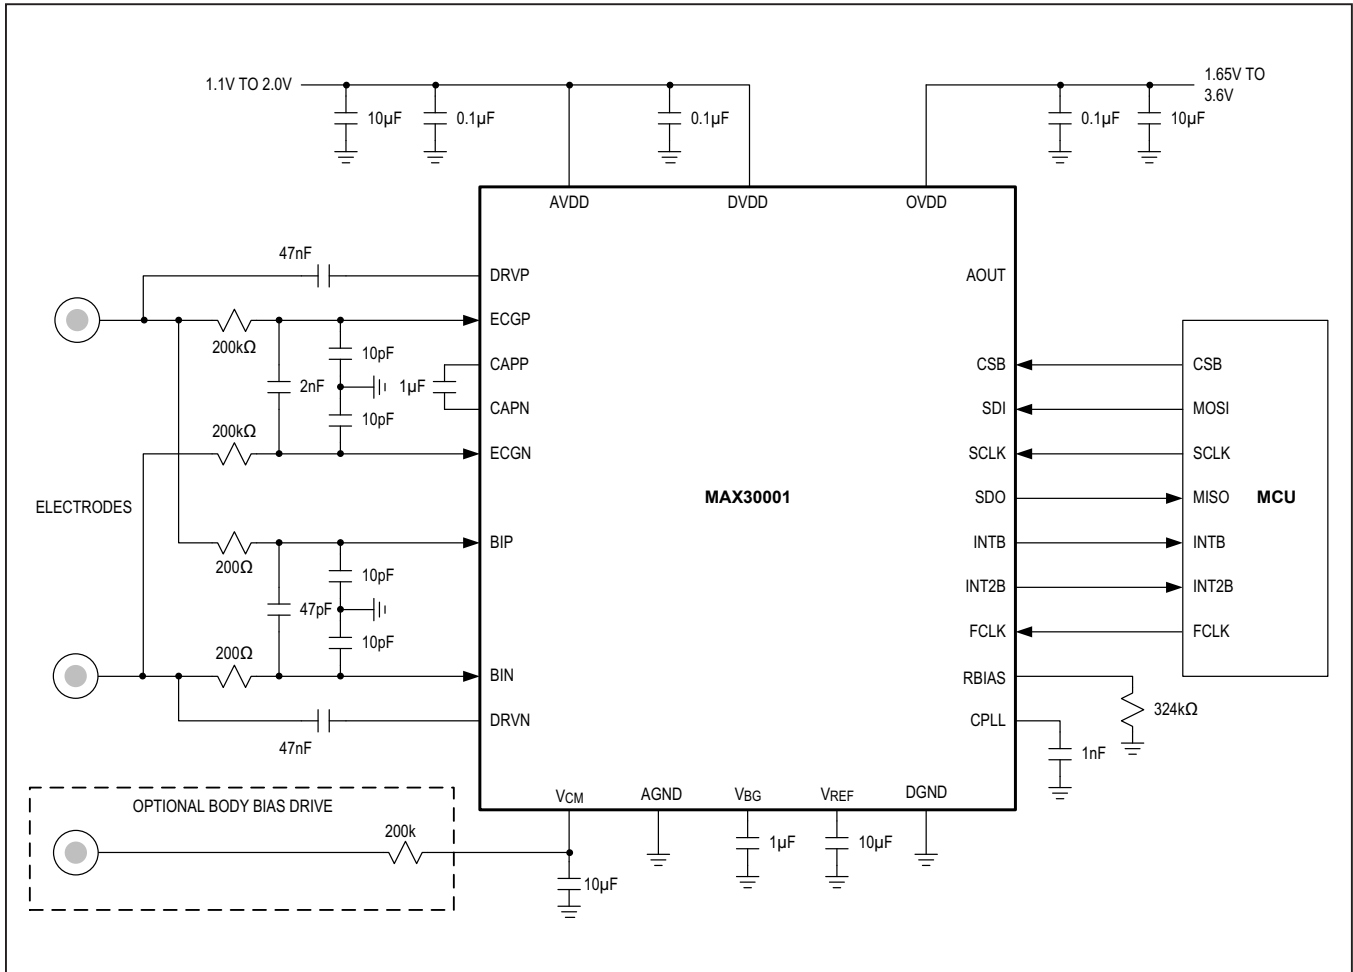 1.1V TO 2.0V
10µF
0.1µF
0.1µF
0.1µF
10µF
1.65V TO
3.6V
AVDD
DVDD
OVDD
47nF
DRVP
AOUT
ECGP
200kΩ
10pF
CAPP
2nF
1µF
CAPN
10pF
200kΩ
ECGN
ELECTRODES
MAX30001
CSB
SDI
SCLK
SDO
INTB
INT2B
FCLK
RBIAS
CPLL
CSB
MOSI
SCLK
MISO
MCU
INTB
INT2B
FCLK
324kΩ
1nF
BIP
200Ω
10pF
47pF
10pF
200Ω
BIN
DRVN
47nF
OPTIONAL BODY BIAS DRIVE
200k
VCM
AGND
VBG
VREF
DGND
10µF
1µF
10µF